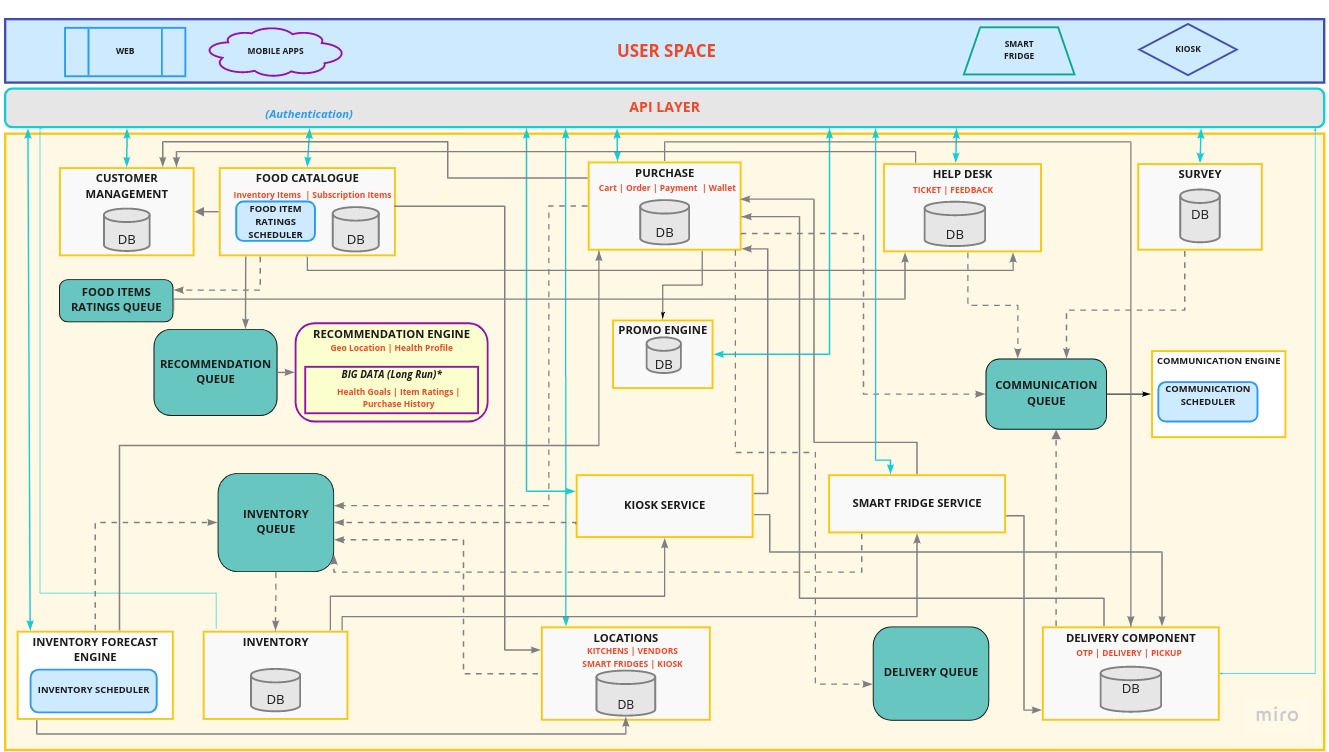 WEB
MOBILE APPS
USER SPACE
SMART
FRIDGE
KIOSK
API LAYER
(Authentication)
CUSTOMER
MANAGEMENT
DB
FOOD CATALOGUE
Inventory Items | Subscription Items
FOOD ITEM
RATINGS
SCHEDULER
DB
PURCHASE
Cart | Order | Payment | Wallet
DB
HELP DESK
TICKET | FEEDBACK
DB
SURVEY
DB
FOOD ITEMS
RATINGS QUEUE
RECOMMENDATION
QUEUE
RECOMMENDATION ENGINE
Geo Location | Health Profile
BIG DATA (Long Run)*
Health Goals | Item Ratings |
Purchase History
PROMO ENGINE
DB
COMMUNICATION
QUEUE
COMMUNICATION ENGINE
COMMUNICATION
SCHEDULER
INVENTORY
QUEUE
KIOSK SERVICE
SMART FRIDGE SERVICE
INVENTORY FORECAST
ENGINE
INVENTORY SCHEDULER
INVENTORY
DB
LOCATIONS
KITCHENS | VENDORS
SMART FRIDGES | KIOSK
DB
DELIVERY QUEUE
DELIVERY COMPONENT
OTP | DELIVERY | PICKUP
DB
miro